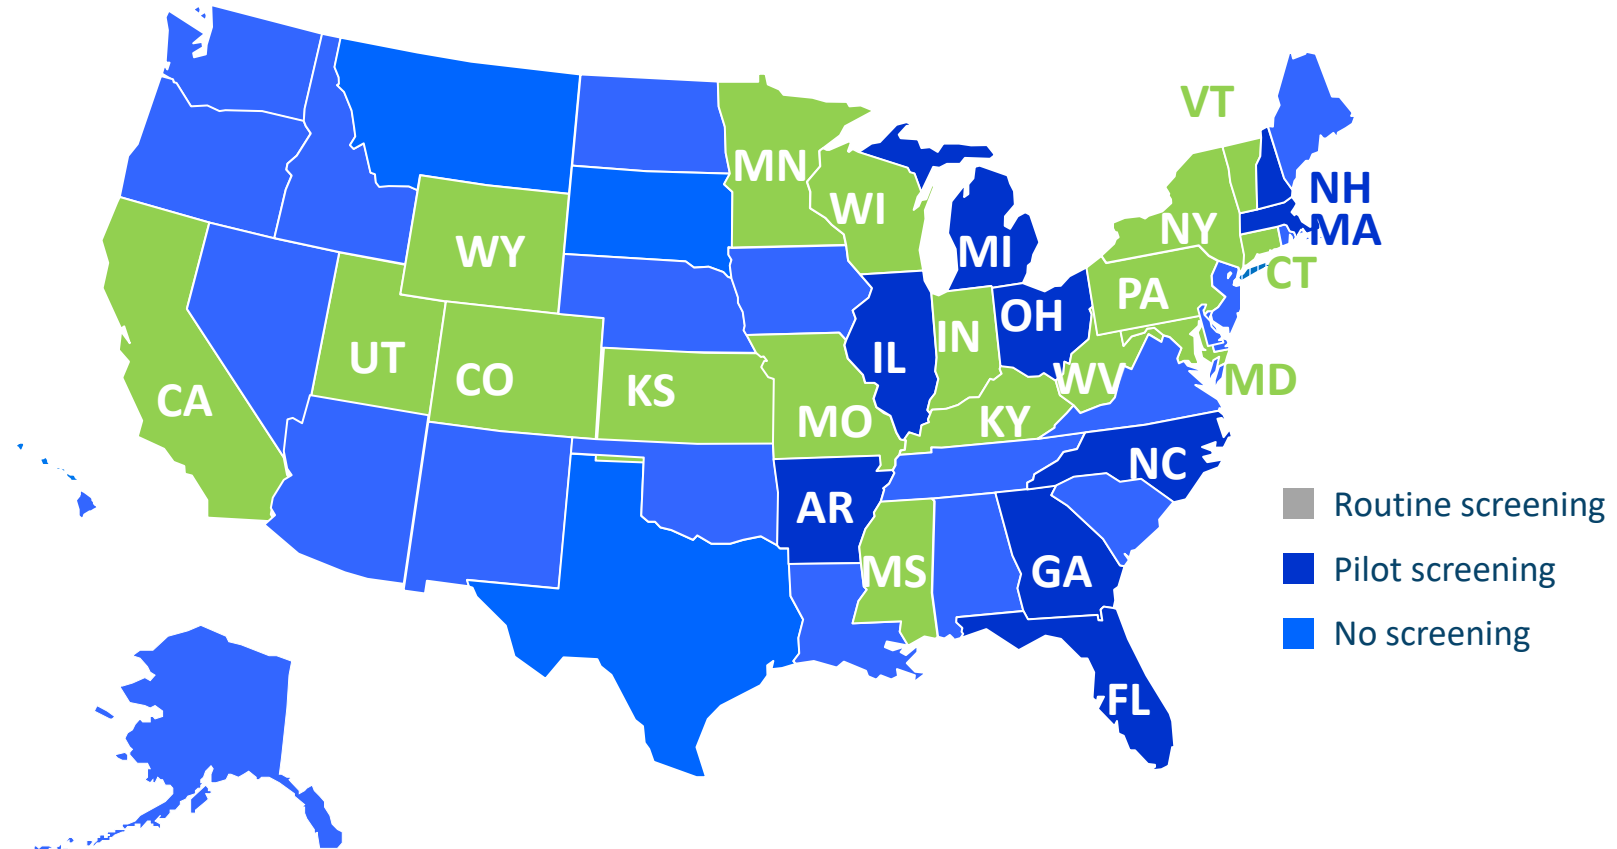 VT
MN
NH
WI
NY
MA
WY
MI
CT
PA
OH
IN
UT
IL
CO
WV
MD
KS
CA
MO
KY
NC
AR
Routine screening
MS
GA
Pilot screening
No screening
FL